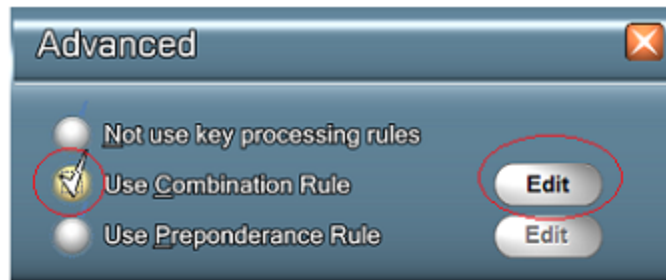 Advanced
Not use key processing rules
Use Combination Rule Edit
Use Preponderance Rule Edit